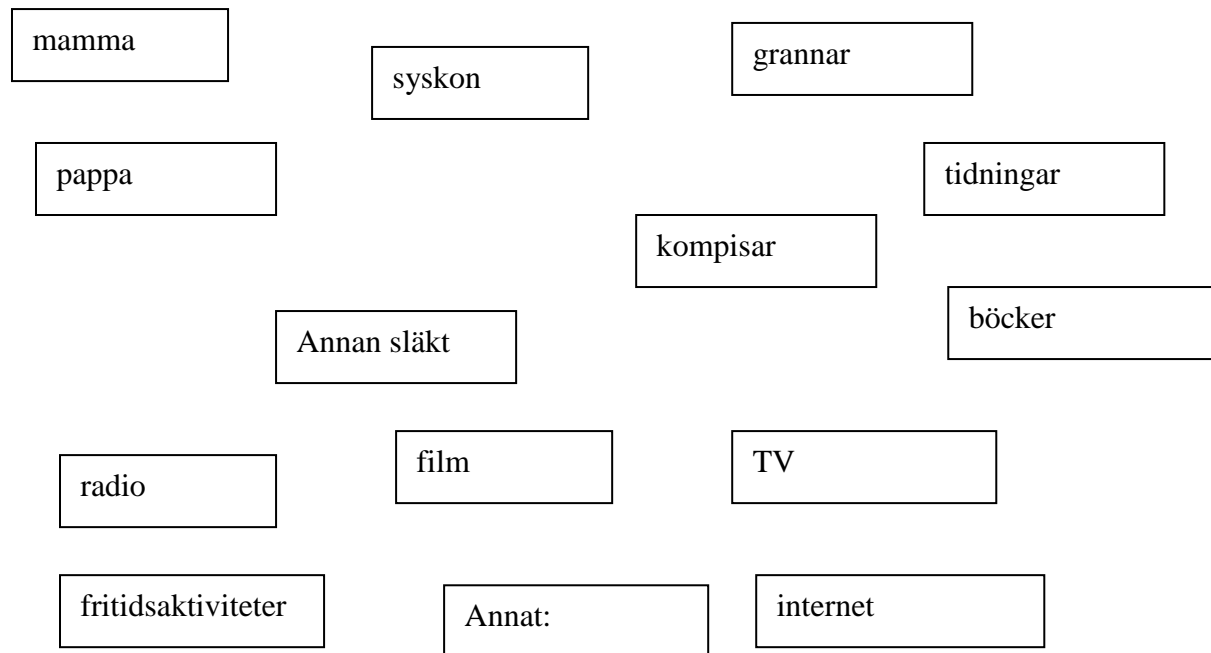 mamma
syskon
grannar
pappa
tidningar
kompisar
böcker
Annan släkt
film
TV
radio
fritidsaktiviteter
Annat:
internet